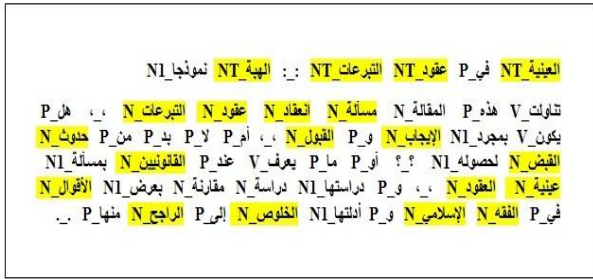 العينية_NT في_P عقود_NT التبرعات_NT :_: الهبة_NT نموذجا_N1
تناولت_V هذه_P المقالة_N مسألة_N انعقاد_N عقود_N التبرعات_N ،_، هل_P
يكون_V بمجرد_N1 الإيجاب_N و_P القبول_N ،_، أم_P لا_P بد_P من_P حدوث_N
القبض_N لحصوله_N1 ؟_؟ أو_P ما_P يعرف_V عند_P القانونيين_N بمسألة_N1
عينية_N العقود_N ،_، و_P دراستها_N1 دراسة_N مقارنة_N بعرض_N1 الأقوال_N
في_P الفقه_N الإسلامي_N و_P أدلتها_N1 الخلوص_N إلى_P الراجح_N منها_P ._.